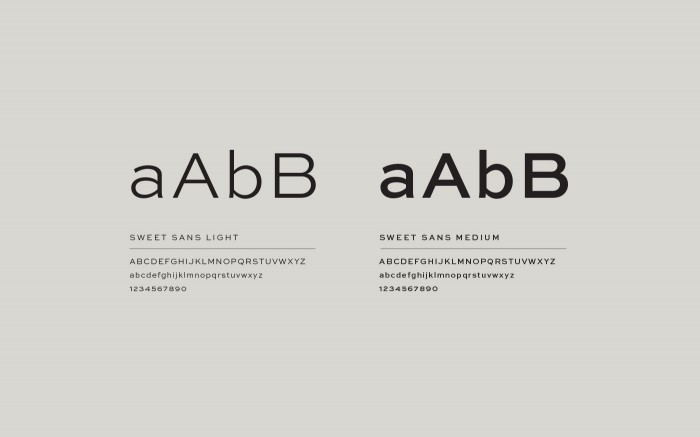 aAbB
SWEET SANS LIGHT
ABCDEFGHIJKLMNOPQRSTUVWXYZ
abcdefghijklmnopqrstuvwxyz
1234567890
aAbB
SWEET SANS MEDIUM
ABCDEFGHIJKLMNOPQRSTUVWXYZ
abcdefghijklmnopqrstuvwxyz
1234567890